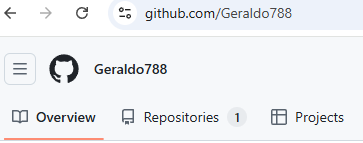 github.com/Geraldo788
Geraldo788
Overview Repositories 1 Projects